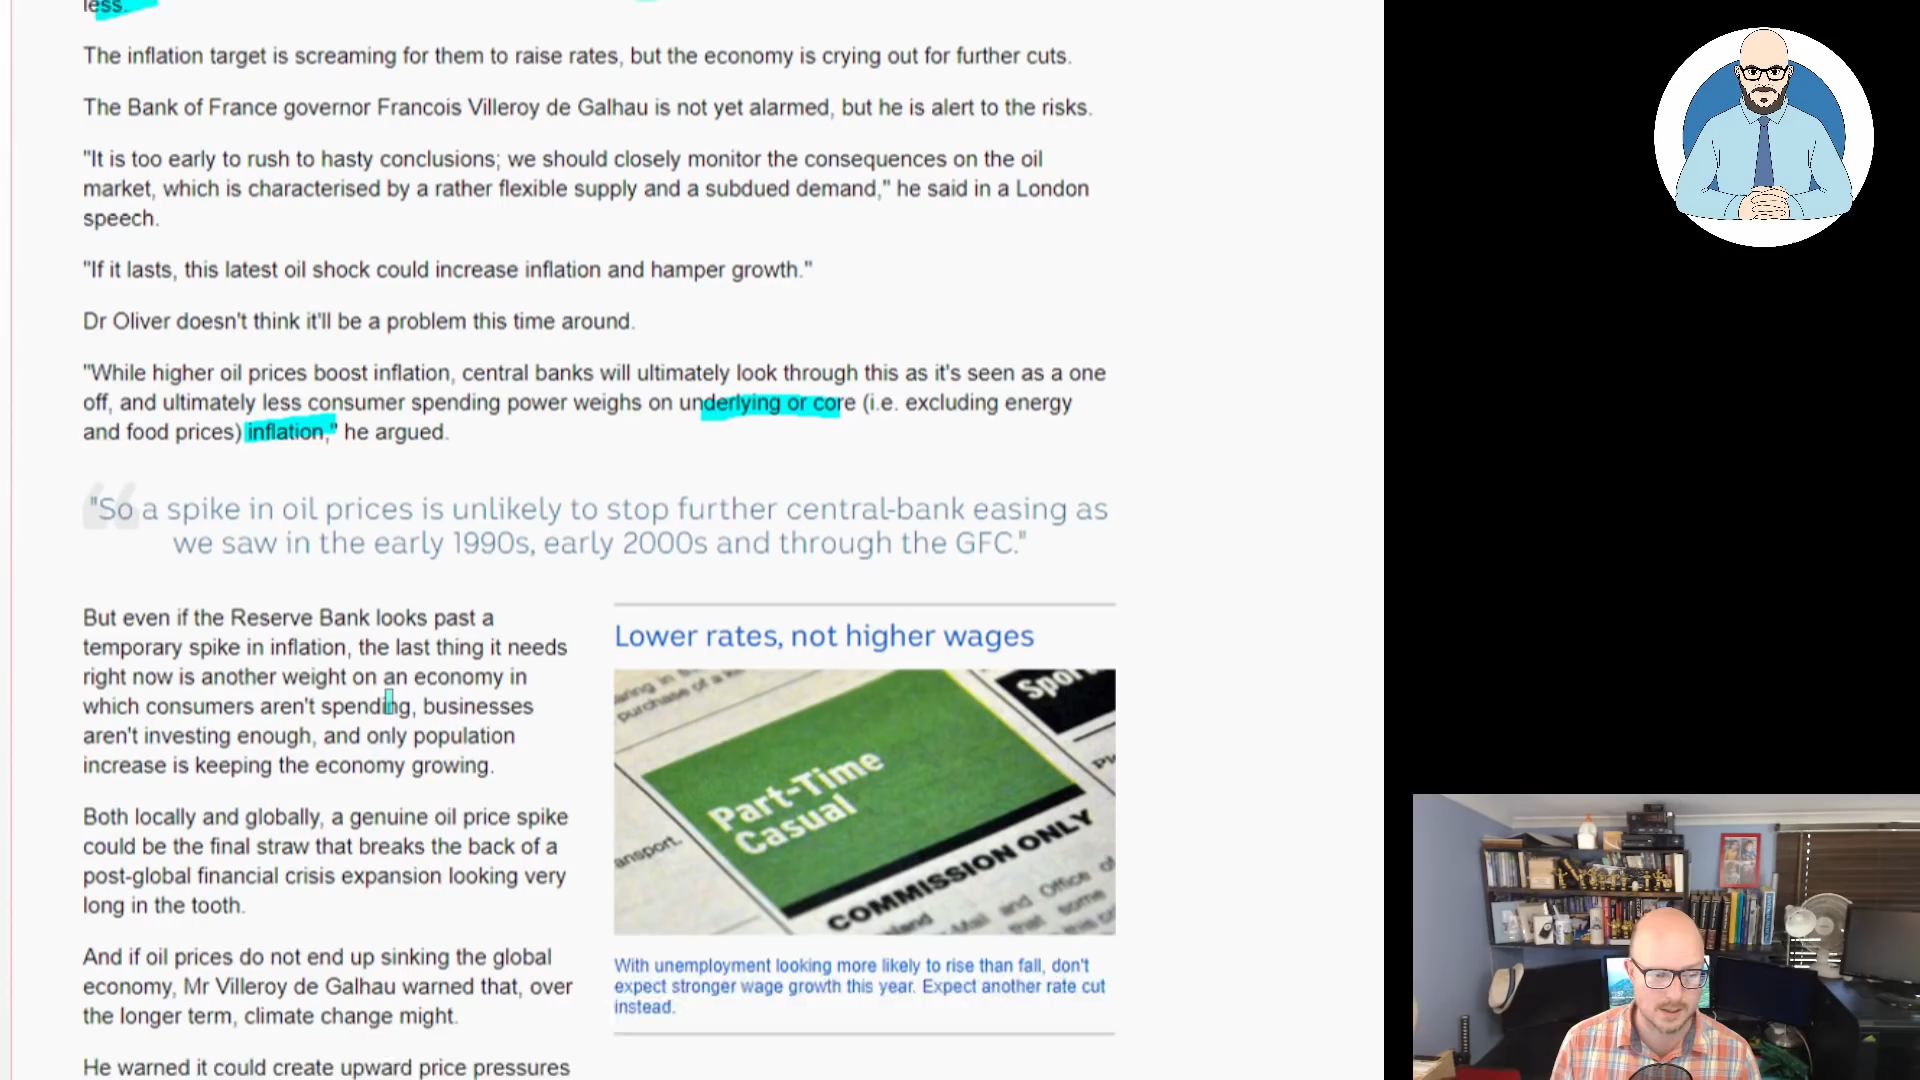 less.
The inflation target is screaming for them to raise rates, but the economy is crying out for further cuts.
The Bank of France governor Francois Villeroy de Galhau is not yet alarmed, but he is alert to the risks.
"It is too early to rush to hasty conclusions; we should closely monitor the consequences on the oil
market, which is characterised by a rather flexible supply and a subdued demand," he said in a London
speech.
"If it lasts, this latest oil shock could increase inflation and hamper growth."
Dr Oliver doesn't think it'll be a problem this time around.
"While higher oil prices boost inflation, central banks will ultimately look through this as it's seen as a one
off, and ultimately less consumer spending power weighs on underlying or core (i.e. excluding energy
and food prices) inflation," he argued.
"So a spike in oil prices is unlikely to stop further central-bank easing as
we saw in the early 1990s, early 2000s and through the GFC."
But even if the Reserve Bank looks past a
temporary spike in inflation, the last thing it needs
right now is another weight on an economy in
which consumers aren't spending, businesses
aren't investing enough, and only population
increase is keeping the economy growing.
Both locally and globally, a genuine oil price spike
could be the final straw that breaks the back of a
post-global financial crisis expansion looking very
long in the tooth.
And if oil prices do not end up sinking the global
economy, Mr Villeroy de Galhau warned that, over
the longer term, climate change might.
He warned it could create upward price pressures
Lower rates, not higher wages
purchase of a
Spor
Part-Time
Casual
COMMISSION ONLY
ansport.
and Office of
eland
Mail and some
With unemployment looking more likely to rise than fall, don't
expect stronger wage growth this year. Expect another rate cut
instead.